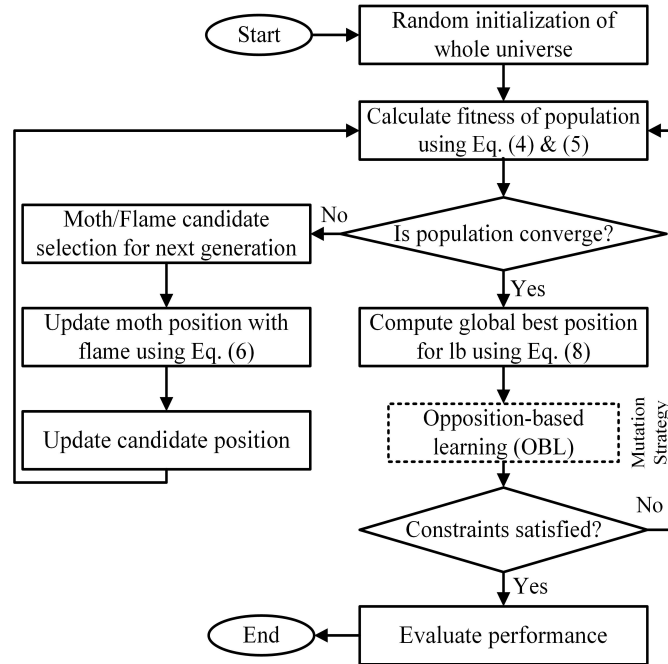 Start
Random initialization of
whole universe
Calculate fitness of population
using Eq. (4) & (5)
Is population converge?
No
Moth/Flame candidate
selection for next generation
Update moth position with
flame using Eq. (6)
Update candidate position
Yes
Compute global best position
for lb using Eq. (8)
Opposition-based
learning (OBL)
Mutation
Strategy
Constraints satisfied?
No
Yes
Evaluate performance
End